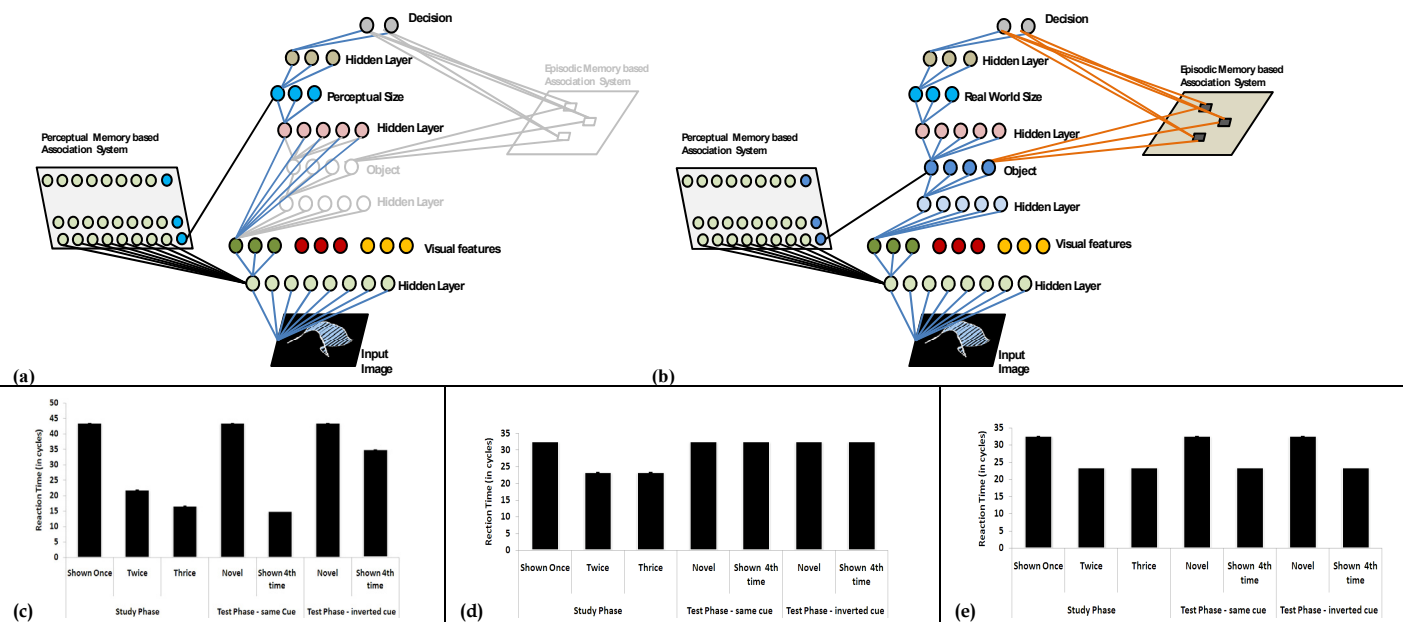 Decision
Hidden Layer
Episodic Memory based
Association System
Perceptual Size
Perceptual Memory based
Association System
Hidden Layer
Object
Hidden Layer
Visual features
Hidden Layer
Input
Image
(a)
Decision
Hidden Layer
Episodic Memory based
Association System
Real World Size
Perceptual Memory based
Association System
Hidden Layer
Object
Hidden Layer
Visual features
Hidden Layer
Input
Image
(b)
Reaction Time (in cycles)
50
45
40
35
30
25
20
15
10
5
0
Shown Once Twice Thrice Novel Shown 4th Novel Shown 4th
time time
Study Phase Test Phase - same Cue Test Phase - inverted cue
(c)
Rection Time (in cycles)
35
30
25
20
15
10
5
0
Shown Once Twice Thrice Novel Shown 4th Novel Shown 4th
time time
Study Phase Test Phase - same cue Test Phase - inverted cue
(d)
Reaction Time (in cycles)
35
30
25
20
15
10
5
0
Shown Once Twice Thrice Novel Shown 4th Novel Shown 4th
time time
Study Phase Test Phase - same cue Test Phase - inverted cue
(e)